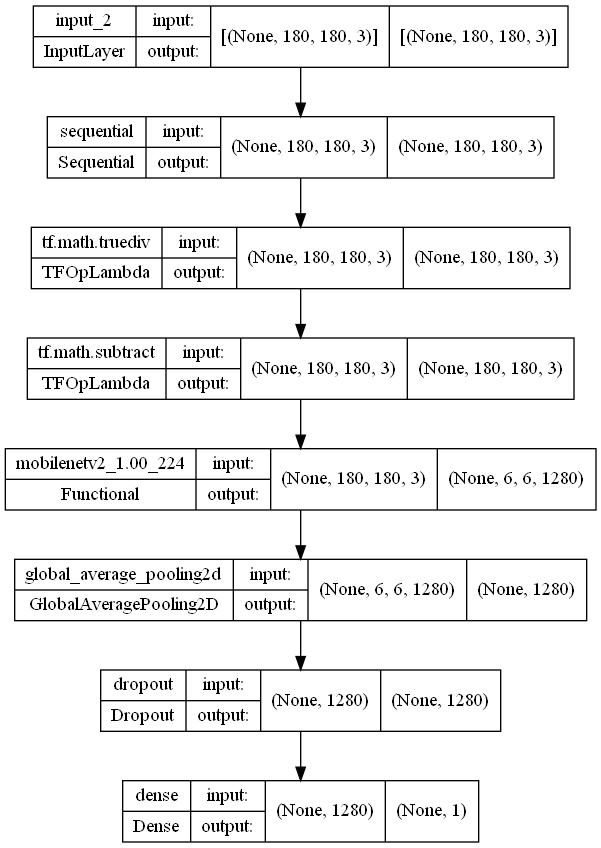 input_2 input: [(None, 180, 180, 3)] [(None, 180, 180, 3)]
InputLayer output:
sequential input: (None, 180, 180, 3) (None, 180, 180, 3)
Sequential output:
tf.math.truediv input: (None, 180, 180, 3) (None, 180, 180, 3)
TFOpLambda output:
tf.math.subtract input: (None, 180, 180, 3) (None, 180, 180, 3)
TFOpLambda output:
mobilenetv2_1.00_224 input: (None, 180, 180, 3) (None, 6, 6, 1280)
Functional output:
global_average_pooling2d input: (None, 6, 6, 1280) (None, 1280)
GlobalAveragePooling2D output:
dropout input: (None, 1280) (None, 1280)
Dropout output:
dense input: (None, 1280) (None, 1)
Dense output: